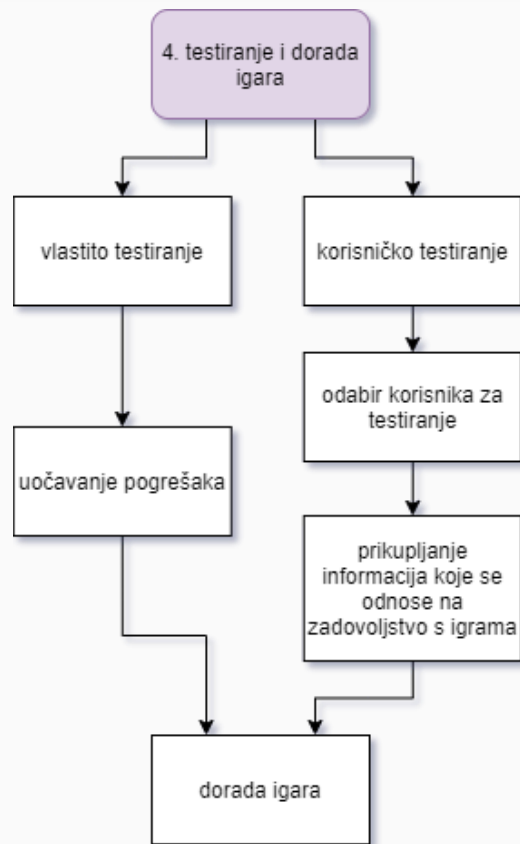 4. testiranje i dorada
igara
vlastito testiranje
korisničko testiranje
odabir korisnika za
testiranje
uočavanje pogrešaka
prikupljanje
informacija koje se
odnose na
zadovoljstvo s igrama
dorada igara